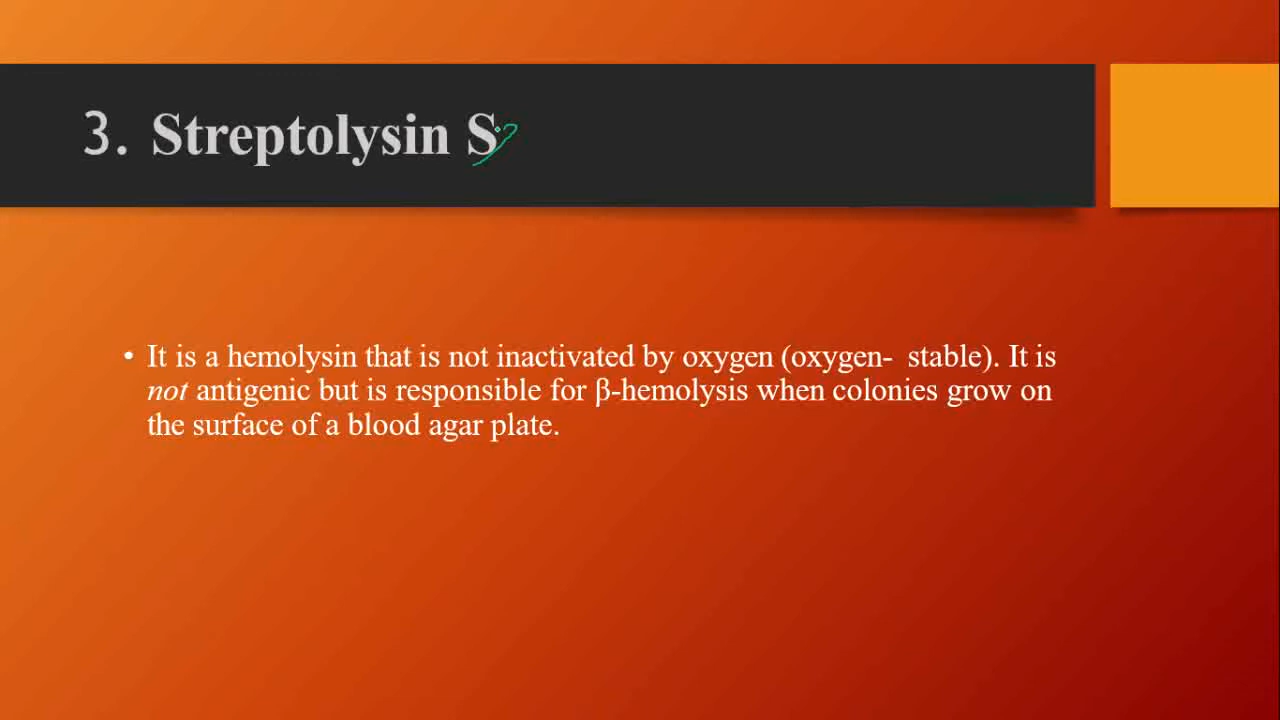 3. Streptolysin S
• It is a hemolysin that is not inactivated by oxygen (oxygen- stable). It is
not antigenic but is responsible for β-hemolysis when colonies grow on
the surface of a blood agar plate.